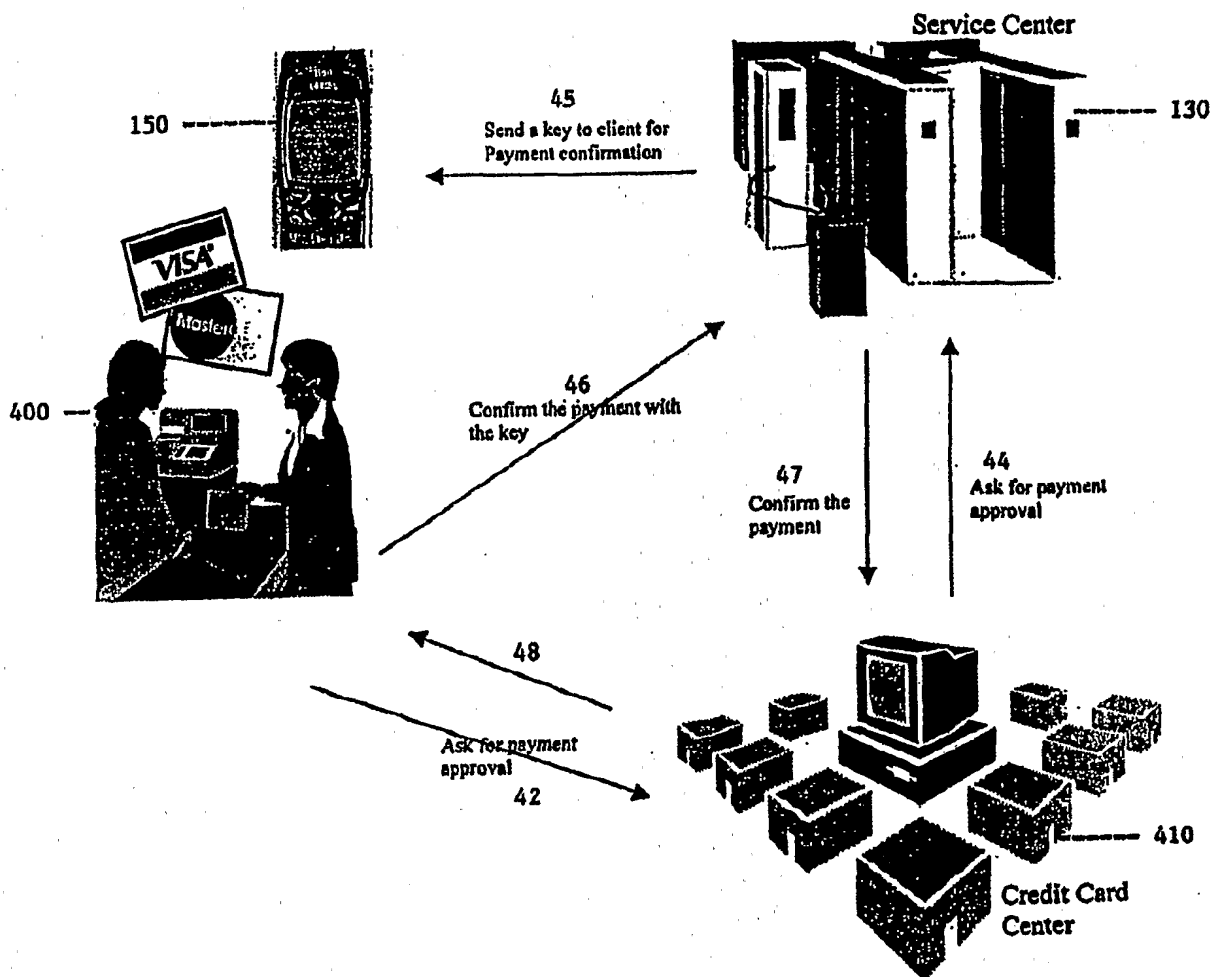 Service Center
150
45
Send a key to client for
Payment confirmation
130
VISA
Master
400
46
Confirm the payment with
the key
47
Confirm the
payment
44
Ask for payment
approval
48
Ask for payment
approval
42
410
Credit Card
Center